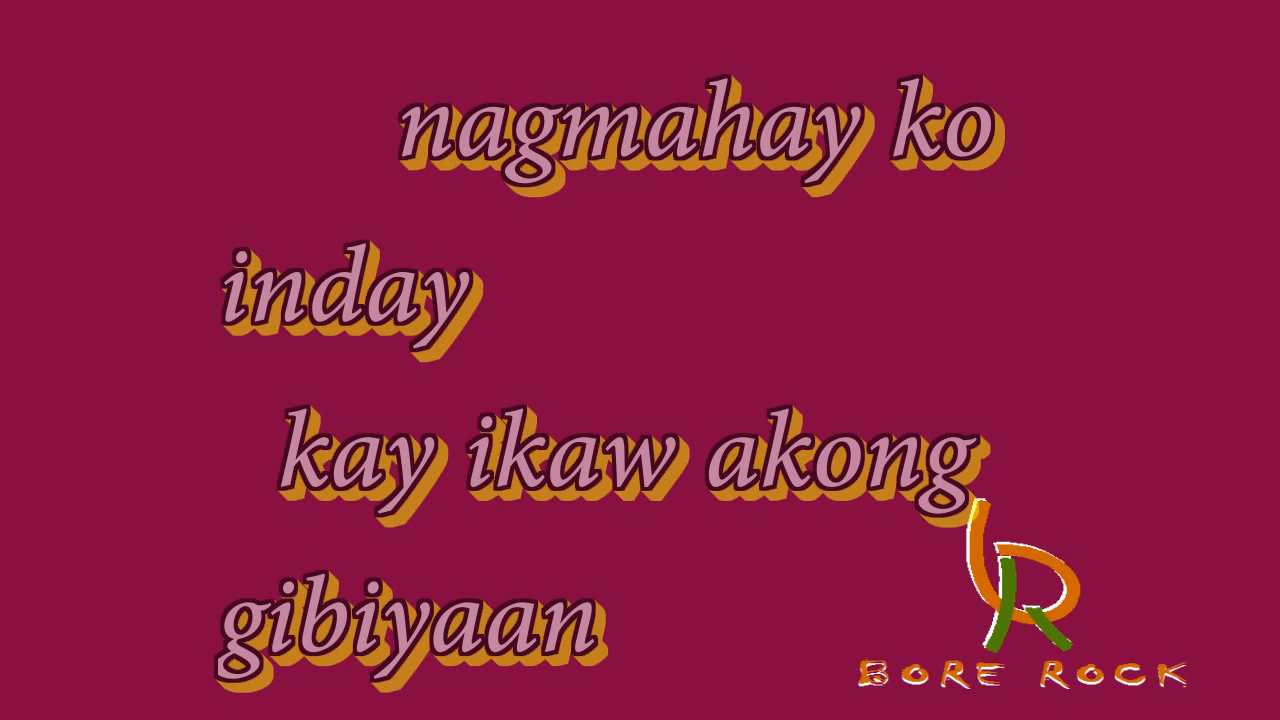 nagmahay ko
inday
kay ikaw akong
gibiyaan
BORE ROCK